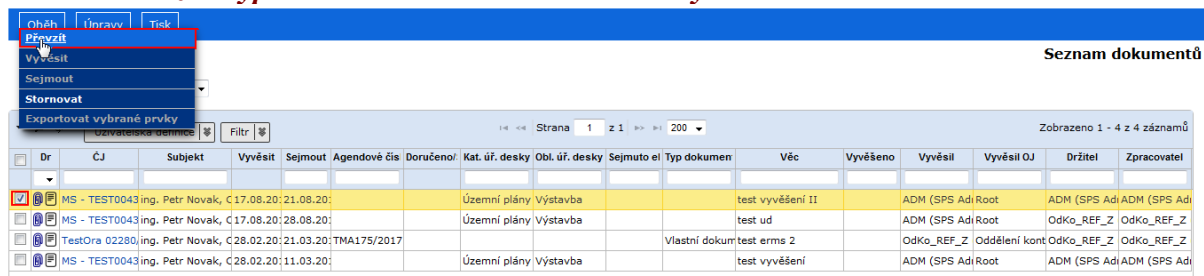 Oběh Úpravy Tisk
Převzít
Vyvěsit
Sejmout
Stornovat
Exportovat vybrané prvky
Seznam dokumentů
Uživatelská definice Filtr Strana 1 z 1 200 Zobrazeno 1 - 4 z 4 záznamů
Dr ČJ Subjekt Vyvěsit Sejmout Agendové čís Doručeno/ Kat. úř. desky Obl. úř. desky Sejmuto el Typ dokumen Věc Vyvěšeno Vyvěsil Vyvěsil OJ Držitel Zpracovatel
MS - TEST0043 ing. Petr Novak, 17.08.20 21.08.20 Územní plány Výstavba test vyvěšení II ADM (SPS Adı Root ADM (SPS Adı ADM (SPS Adı
MS - TEST0043 ing. Petr Novak, 17.08.20 28.08.20 Územní plány Výstavba test ud ADM (SPS Adı Root OdKo_REF_Z OdKo_REF_Z
TestOra 02280, ing. Petr Novak, 28.02.20 21.03.20 TMA175/2017 Vlastní dokum test erms 2 OdKo_REF_Z Oddělení kont OdKo_REF_Z OdKo_REF_Z
MS - TEST0043 ing. Petr Novak, 28.02.20 11.03.20 Územní plány Výstavba test vyvěšení ADM (SPS Adı Root ADM (SPS Adı ADM (SPS Adı